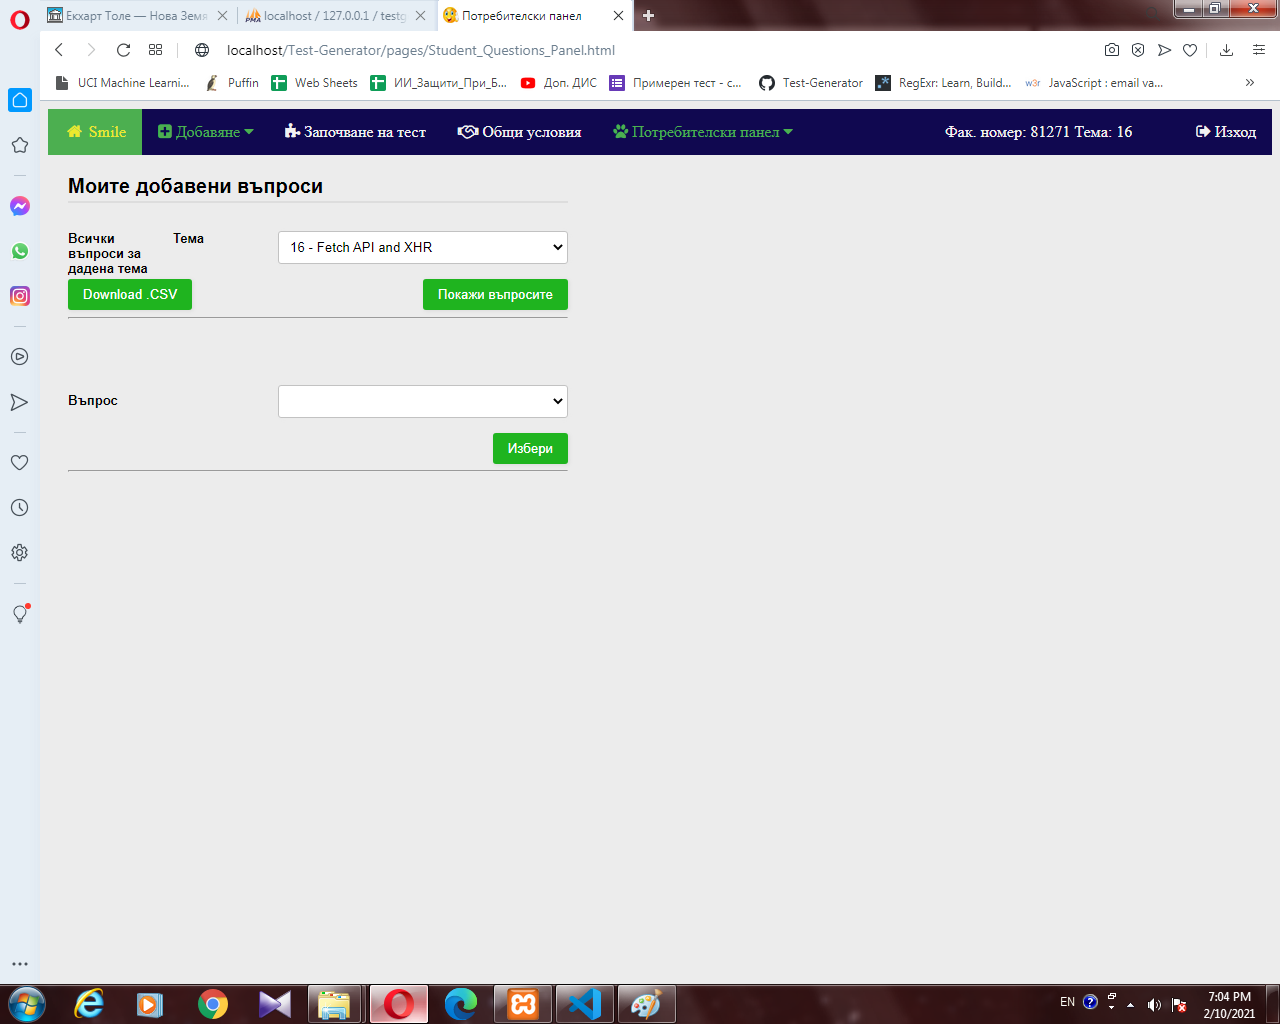 Екхарт Толе — Нова Земя
localhost / 127.0.0.1 / testg
Потребителски панел
localhost/Test-Generator/pages/Student_Questions_Panel.html
UCI Machine Learni...
Puffin
Web Sheets
ИИ_Защити_При_Б...
Доп. ДИС
Примерен тест - с...
Test-Generator
RegExr: Learn, Build...
w3r
JavaScript : email va...
Smile
Добавяне
Започване на тест
Общи условия
Потребителски панел
Фак. номер: 81271 Тема: 16
Изход
Моите добавени въпроси
Всички
въпроси за
дадена тема
Тема
16 - Fetch API and XHR
Download .CSV
Покажи въпросите
Въпрос
Избери
EN
7:04 PM
2/10/2021